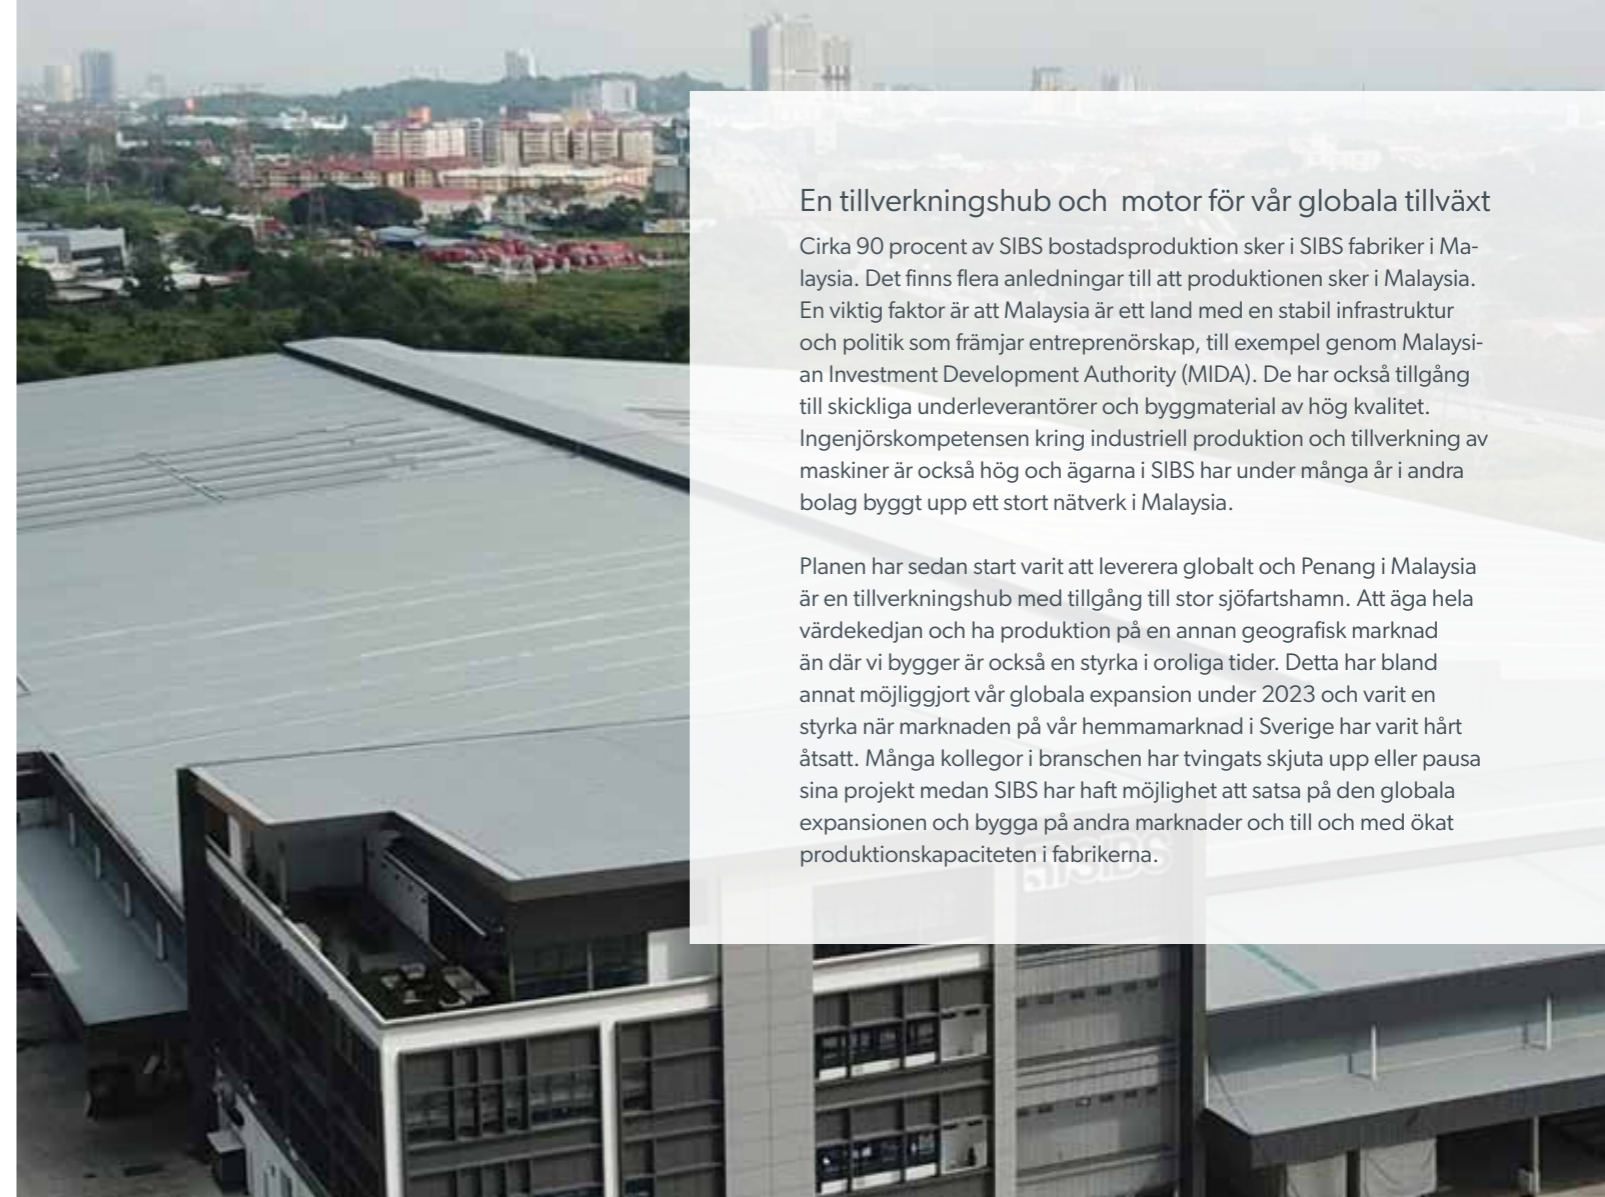 En tillverkningshub och  motor för vår globala tillväxt
Cirka 90 procent av SIBS bostadsproduktion sker i SIBS fabriker i Ma-
laysia. Det finns flera anledningar till att produktionen sker i Malaysia.
En viktig faktor är att Malaysia är ett land med en stabil infrastruktur
och politik som främjar entreprenörskap, till exempel genom Malaysi-
an Investment Development Authority (MIDA). De har också tillgång
till skickliga underleverantörer och byggmaterial av hög kvalitet.
Ingenjörskompetensen kring industriell produktion och tillverkning av
maskiner är också hög och ägarna i SIBS har under många år i andra
bolag byggt upp ett stort nätverk i Malaysia.
Planen har sedan start varit att leverera globalt och Penang i Malaysia
är en tillverkningshub med tillgång till stor sjöfartshamn. Att äga hela
värdekedjan och ha produktion på en annan geografisk marknad
än där vi bygger är också en styrka i oroliga tider. Detta har bland
annat möjliggjort vår globala expansion under 2023 och varit en
styrka när marknaden på vår hemmamarknad i Sverige har varit hårt
åtsatt. Många kollegor i branschen har tvingats skjuta upp eller pausa
sina projekt medan SIBS har haft möjlighet att satsa på den globala
expansionen och bygga på andra marknader och till och med ökat
produktionskapaciteten i fabrikerna.
SIBS